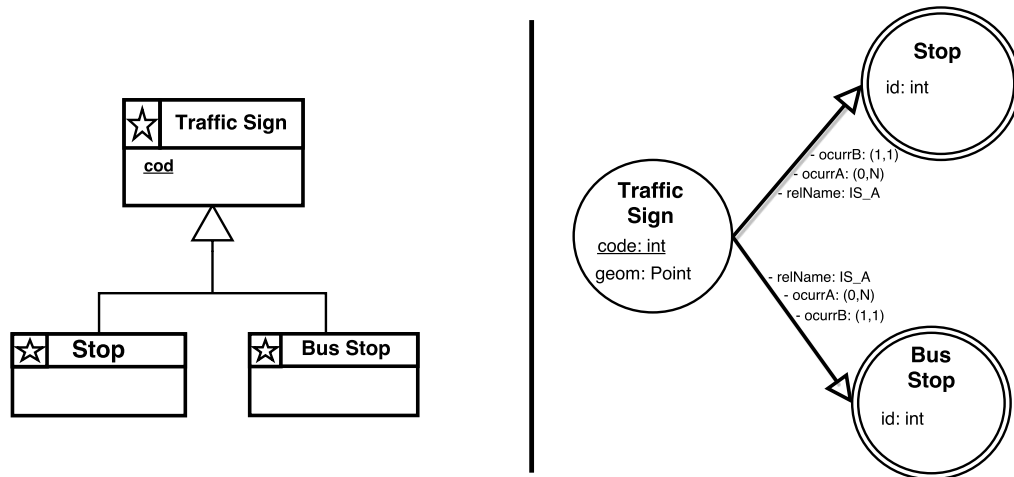 Traffic Sign
cod
Stop
Bus Stop
Stop
id: int
- ocurrB: (1,1)
- ocurrA: (0,N)
- relName: IS_A
Traffic
Sign
code: int
geom: Point
- relName: IS_A
- ocurrA: (0,N)
- ocurrB: (1,1)
Bus
Stop
id: int